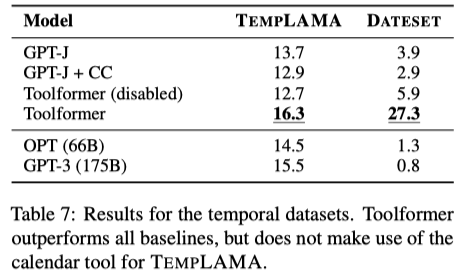 Model TEMPLAMA DATESET
GPT-J 13.7 3.9
GPT-J + CC 12.9 2.9
Toolformer (disabled) 12.7 5.9
Toolformer 16.3 27.3
OPT (66B) 14.5 1.3
GPT-3 (175B) 15.5 0.8
Table 7: Results for the temporal datasets. Toolformer
outperforms all baselines, but does not make use of the
calendar tool for TEMPLAMA.